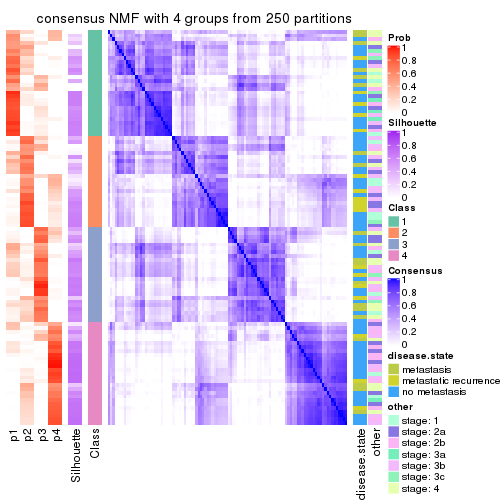 consensus NMF with 4 groups from 250 partitions
Prob
1
0.8
0.6
0.4
0.2
0
Silhouette
1
0.8
0.6
0.4
0.2
0
Class
1
2
3
4
Consensus
1
0.8
0.6
0.4
0.2
0
disease.state
metastasis
metastatic recurrence
no metastasis
other
stage: 1
stage: 2a
stage: 2b
stage: 3a
stage: 3b
stage: 3c
stage: 4
p1
p2
p3
p4
Silhouette
Class
disease.state
other